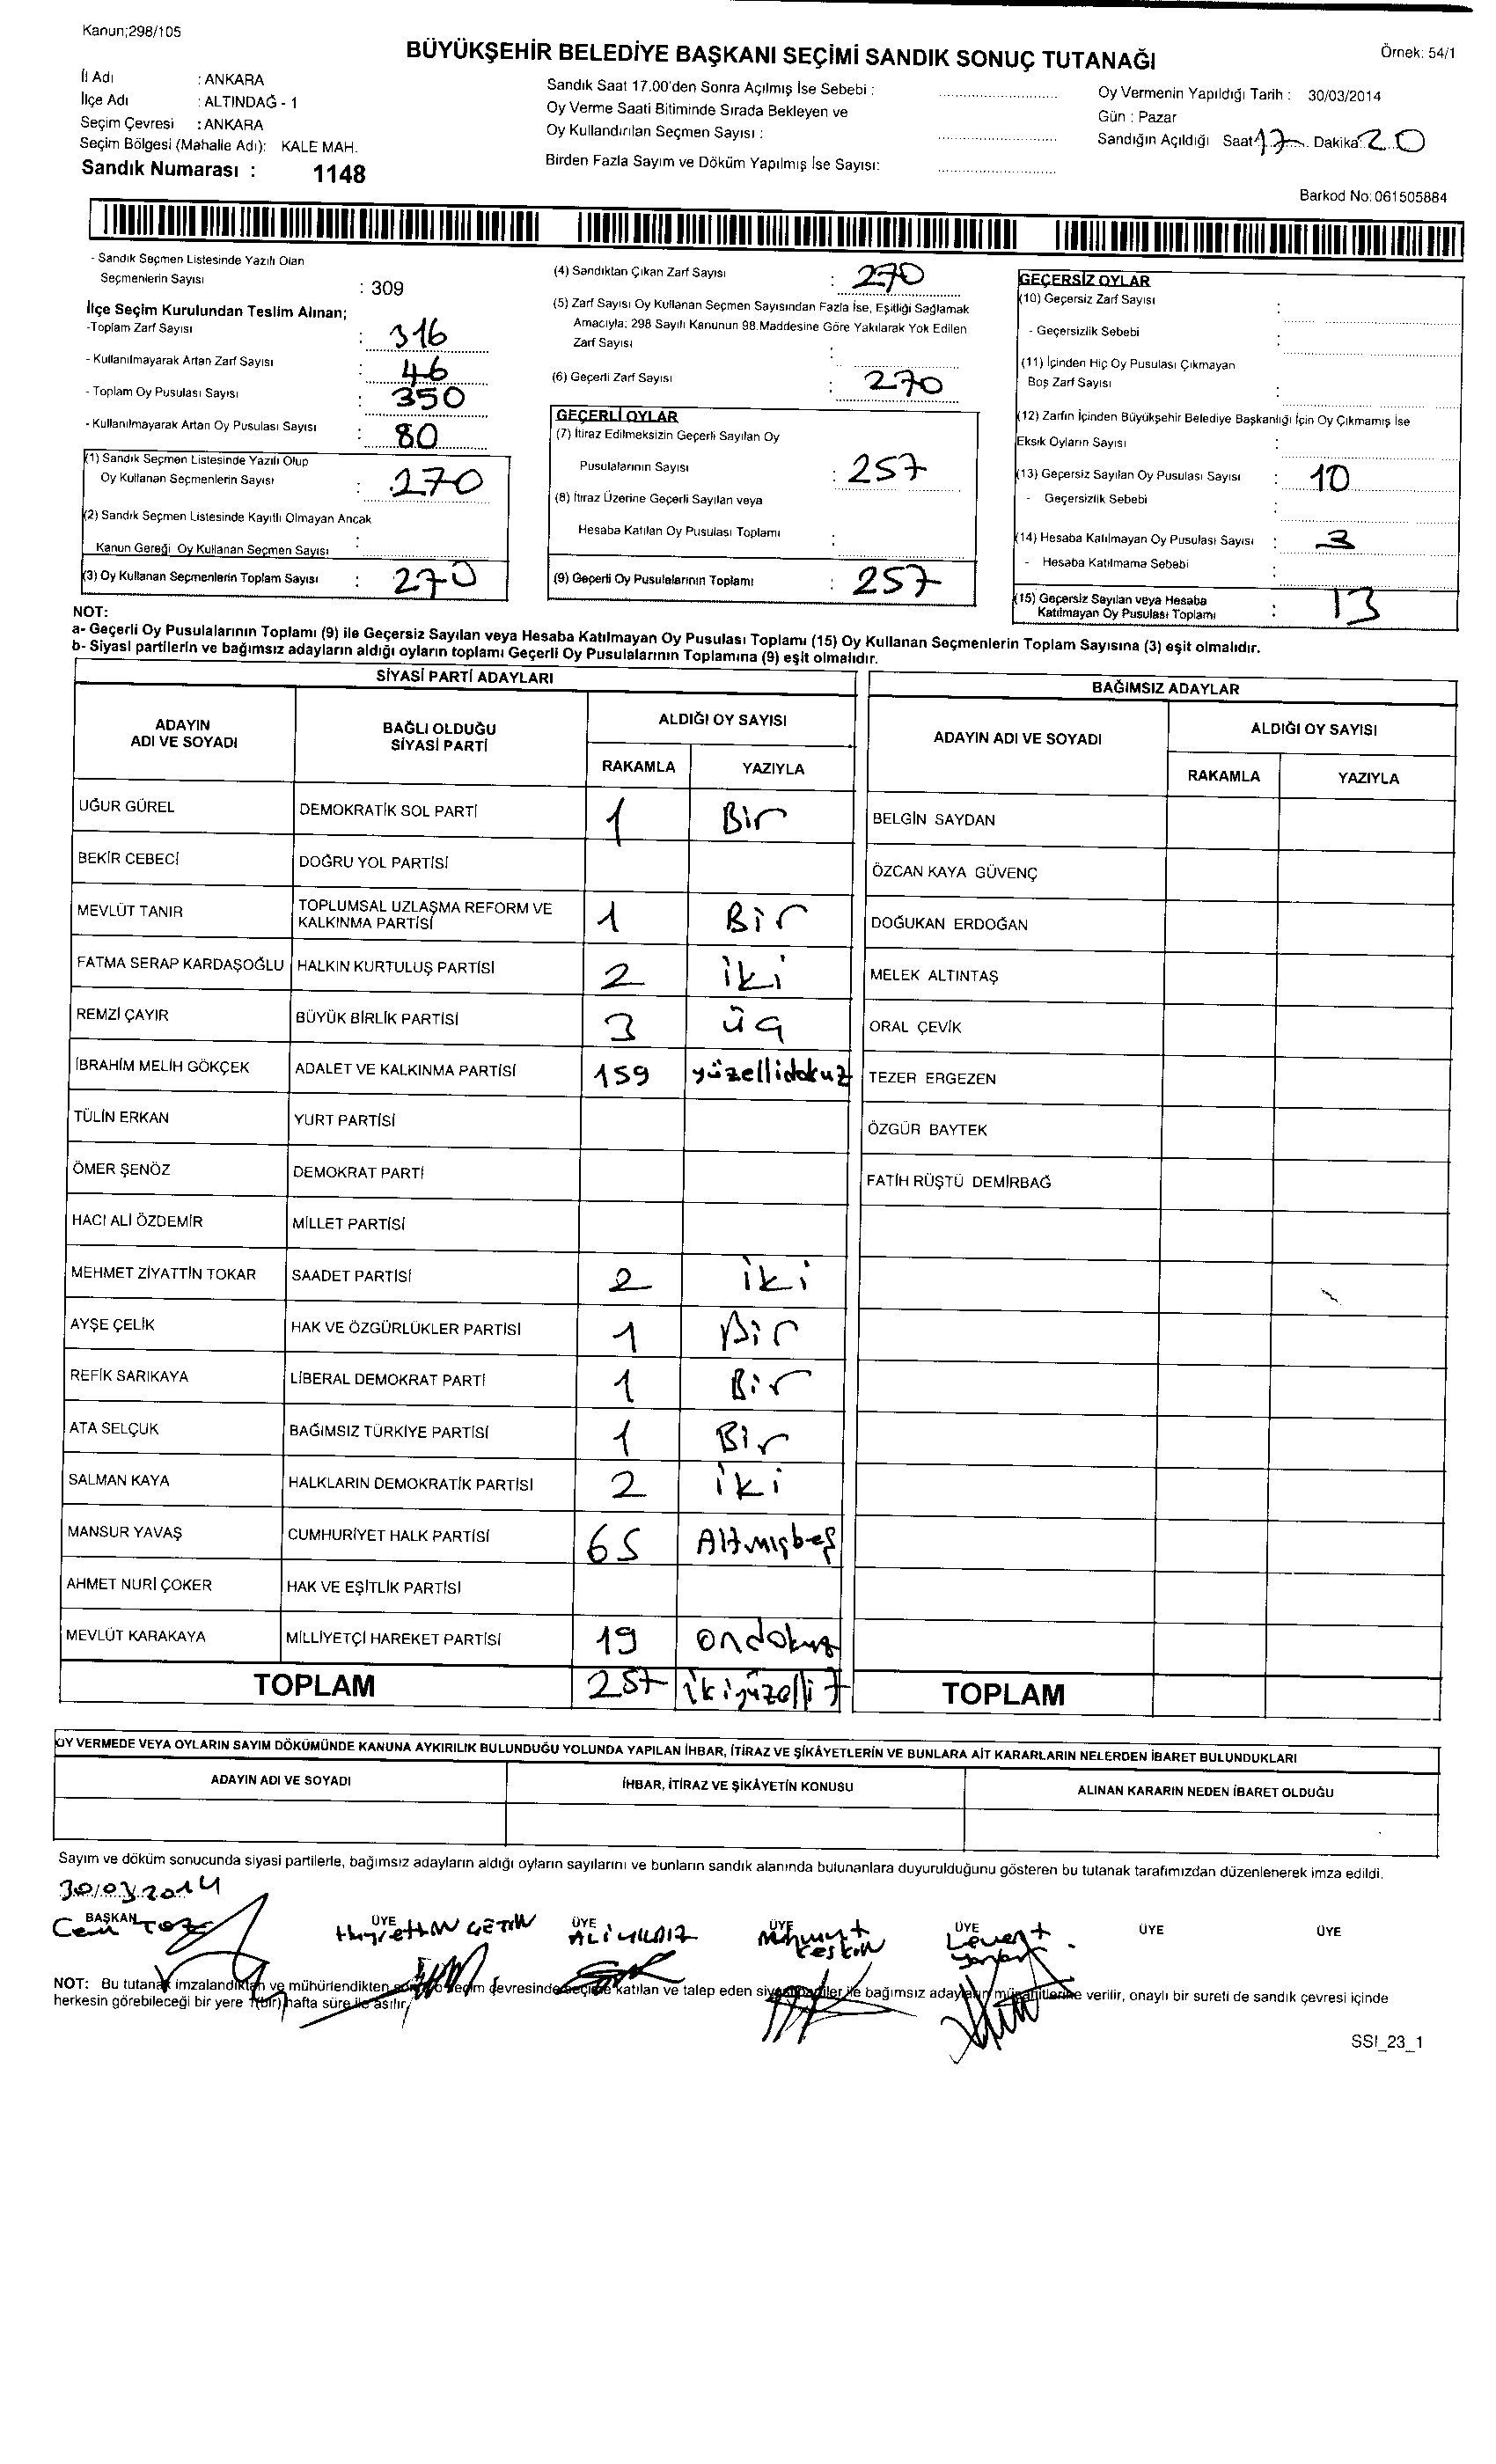 Kanun;298/105
BÜYÜKŞEHİR BELEDİYE BAŞKANI SEÇİMİ SANDIK SONUÇ TUTANAĞI
Örnek: 54/1
İl Adı : ANKARA
İlçe Adı : ALTINDAĞ - 1
Seçim Çevresi : ANKARA
Seçim Bölgesi (Mahalle Adı): KALE MAH.
Sandık Numarası : 1148
Sandık Saat 17.00'den Sonra Açılmış İse Sebebi :
Oy Verme Saati Bitiminde Sırada Bekleyen ve
Oy Kullandırılan Seçmen Sayısı :
Birden Fazla Sayım ve Döküm Yapılmış İse Sayısı:
Oy Vermenin Yapıldığı Tarih : 30/03/2014
Gün : Pazar
Sandığın Açıldığı Saat 17 Dakika 20
Barkod No: 061505884
- Sandık Seçmen Listesinde Yazılı Olan
Seçmenlerin Sayısı : 309
İlçe Seçim Kurulundan Teslim Alınan;
-Toplam Zarf Sayısı : 316
- Kullanılmayarak Artan Zarf Sayısı : 46
- Toplam Oy Pusulası Sayısı : 350
- Kullanılmayarak Artan Oy Pusulası Sayısı : 80
(1) Sandık Seçmen Listesinde Yazılı Olup
Oy Kullanan Seçmenlerin Sayısı : 270
(2) Sandık Seçmen Listesinde Kayıtlı Olmayan Ancak
Kanun Gereği Oy Kullanan Seçmen Sayısı :
(3) Oy Kullanan Seçmenlerin Toplam Sayısı : 270
(4) Sandıktan Çıkan Zarf Sayısı : 270
(5) Zarf Sayısı Oy Kullanan Seçmen Sayısından Fazla İse, Eşitliği Sağlamak
Amacıyla; 298 Sayılı Kanunun 98.Maddesine Göre Yakılarak Yok Edilen
Zarf Sayısı :
(6) Geçerli Zarf Sayısı : 270
GEÇERLİ OYLAR
(7) İtiraz Edilmeksizin Geçerli Sayılan Oy
Pusulalarının Sayısı : 257
(8) İtiraz Üzerine Geçerli Sayılan veya
Hesaba Katılan Oy Pusulası Toplamı :
(9) Geçerli Oy Pusulalarının Toplamı : 257
GEÇERSİZ OYLAR
(10) Geçersiz Zarf Sayısı :
- Geçersizlik Sebebi :
(11) İçinden Hiç Oy Pusulası Çıkmayan
Boş Zarf Sayısı :
(12) Zarfın İçinden Büyükşehir Belediye Başkanlığı İçin Oy Çıkmamış İse
Eksik Oyların Sayısı :
(13) Geçersiz Sayılan Oy Pusulası Sayısı : 10
- Geçersizlik Sebebi :
(14) Hesaba Katılmayan Oy Pusulası Sayısı : 3
- Hesaba Katılmama Sebebi :
(15) Geçersiz Sayılan veya Hesaba
Katılmayan Oy Pusulası Toplamı : 13
NOT:
a- Geçerli Oy Pusulalarının Toplamı (9) ile Geçersiz Sayılan veya Hesaba Katılmayan Oy Pusulası Toplamı (15) Oy Kullanan Seçmenlerin Toplam Sayısına (3) eşit olmalıdır.
b- Siyasi partilerin ve bağımsız adayların aldığı oyların toplamı Geçerli Oy Pusulalarının Toplamına (9) eşit olmalıdır.
SİYASİ PARTİ ADAYLARI
ADAYIN ADI VE SOYADI BAĞLI OLDUĞU SİYASİ PARTİ ALDIĞI OY SAYISI
RAKAMLA YAZIYLA
UĞUR GÜREL DEMOKRATİK SOL PARTİ 1 Bir
BEKİR CEBECİ DOĞRU YOL PARTİSİ
MEVLÜT TANIR TOPLUMSAL UZLAŞMA REFORM VE KALKINMA PARTİSİ 1 Bir
FATMA SERAP KARDAŞOĞLU HALKIN KURTULUŞ PARTİSİ 2 iki
REMZİ ÇAYIR BÜYÜK BİRLİK PARTİSİ 3 üç
İBRAHİM MELİH GÖKÇEK ADALET VE KALKINMA PARTİSİ 159 yüzellidokuz
TÜLİN ERKAN YURT PARTİSİ
ÖMER ŞENÖZ DEMOKRAT PARTİ
HACI ALİ ÖZDEMİR MİLLET PARTİSİ
MEHMET ZİYATTİN TOKAR SAADET PARTİSİ 2 iki
AYŞE ÇELİK HAK VE ÖZGÜRLÜKLER PARTİSİ 1 Bir
REFİK SARIKAYA LİBERAL DEMOKRAT PARTİ 1 Bir
ATA SELÇUK BAĞIMSIZ TÜRKİYE PARTİSİ 1 Bir
SALMAN KAYA HALKLARIN DEMOKRATİK PARTİSİ 2 iki
MANSUR YAVAŞ CUMHURİYET HALK PARTİSİ 65 Altmışbeş
AHMET NURİ ÇOKER HAK VE EŞİTLİK PARTİSİ
MEVLÜT KARAKAYA MİLLİYETÇİ HAREKET PARTİSİ 19 ondokuz
TOPLAM 257 ikiyüzelli 7
BAĞIMSIZ ADAYLAR
ADAYIN ADI VE SOYADI ALDIĞI OY SAYISI
RAKAMLA YAZIYLA
BELGİN SAYDAN
ÖZCAN KAYA GÜVENÇ
DOĞUKAN ERDOĞAN
MELEK ALTINTAŞ
ORAL ÇEVİK
TEZER ERGEZEN
ÖZGÜR BAYTEK
FATİH RÜŞTÜ DEMİRBAĞ
TOPLAM
OY VERMEDE VEYA OYLARIN SAYIM DÖKÜMÜNDE KANUNA AYKIRILIK BULUNDUĞU YOLUNDA YAPILAN İHBAR, İTİRAZ VE ŞİKÂYETLERİN VE BUNLARA AİT KARARLARIN NELERDEN İBARET BULUNDUKLARI
ADAYIN ADI VE SOYADI İHBAR, İTİRAZ VE ŞİKÂYETİN KONUSU ALINAN KARARIN NEDEN İBARET OLDUĞU
Sayım ve döküm sonucunda siyasi partilerle, bağımsız adayların aldığı oyların sayılarını ve bunların sandık alanında bulunanlara duyurulduğunu gösteren bu tutanak tarafımızdan düzenlenerek imza edildi.
30/03/2014
BAŞKAN ÜYE ÜYE ÜYE ÜYE ÜYE ÜYE
Cem Hayrettin ÇETİN ALİ YILDIZ Mahmut Keskin Levent
NOT: Bu tutanak imzalandıktan ve mühürlendikten sonra o seçim çevresinde seçime katılan ve talep eden siyasi partiler ile bağımsız adayların müşahitlerine verilir, onaylı bir sureti de sandık çevresi içinde
herkesin görebileceği bir yere 1(bir) hafta süre ile asılır.
SSI_23_1